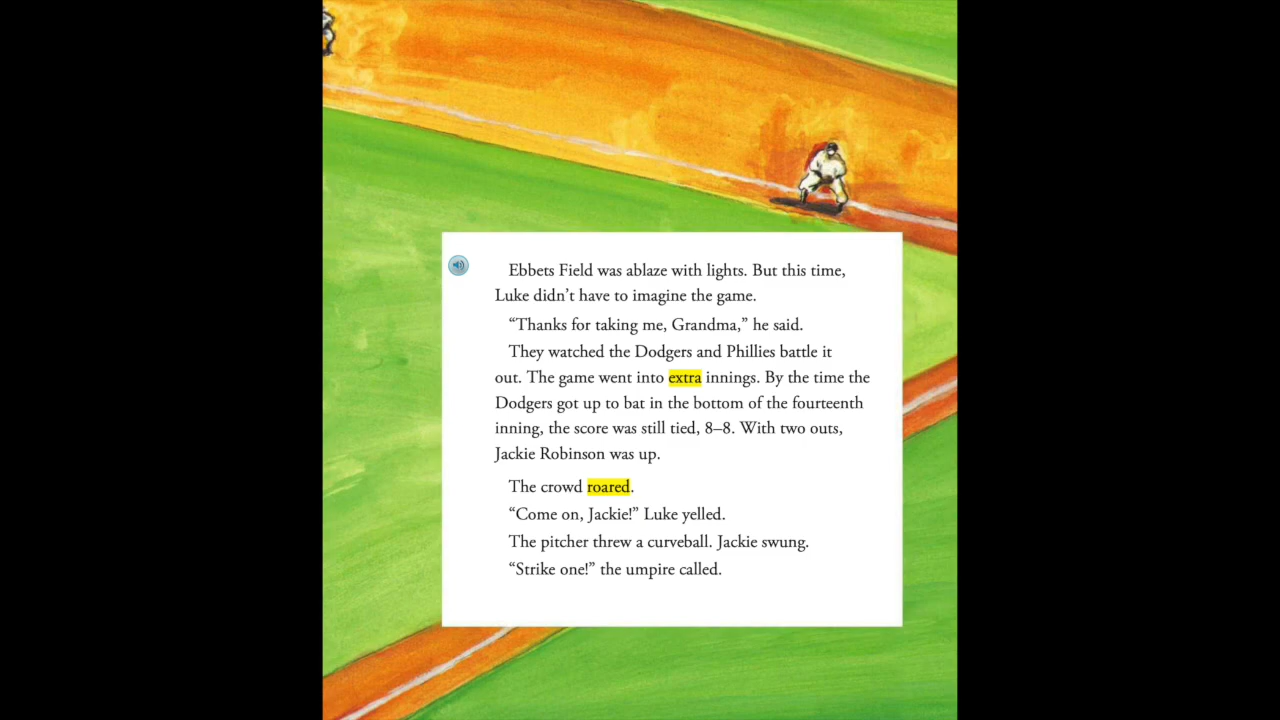 Ebbets Field was ablaze with lights. But this time,
Luke didn’t have to imagine the game.
“Thanks for taking me, Grandma,” he said.
They watched the Dodgers and Phillies battle it
out. The game went into extra innings. By the time the
Dodgers got up to bat in the bottom of the fourteenth
inning, the score was still tied, 8–8. With two outs,
Jackie Robinson was up.
The crowd roared.
“Come on, Jackie!” Luke yelled.
The pitcher threw a curveball. Jackie swung.
“Strike one!” the umpire called.